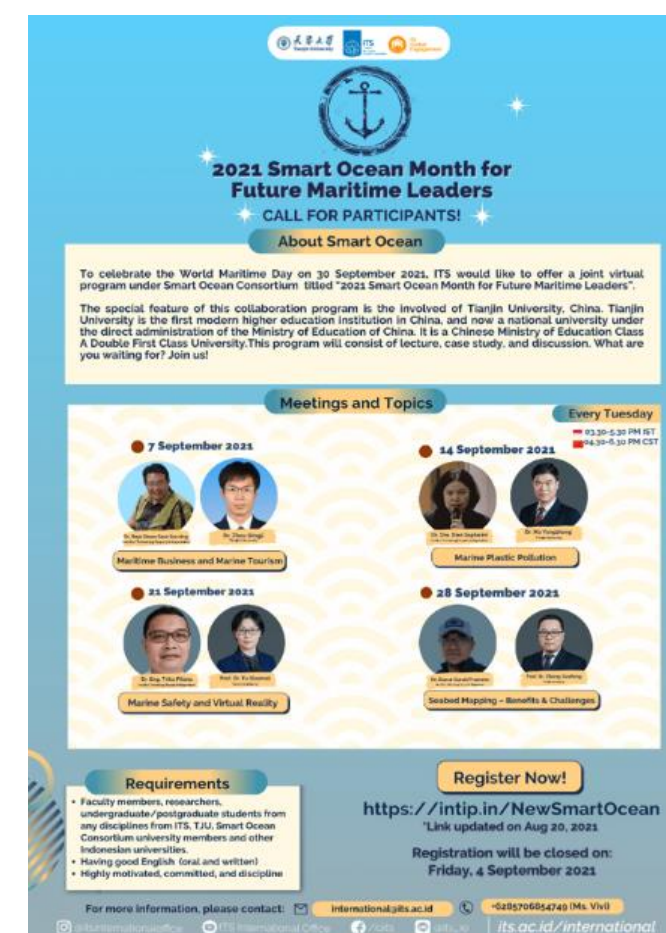 天津大学
Tianjin University
ITS
2021 Smart Ocean Month for
Future Maritime Leaders
CALL FOR PARTICIPANTS!
About Smart Ocean
To celebrate the World Maritime Day on 30 September 2021, ITS would like to offer a joint virtual
program under Smart Ocean Consortium titled "2021 Smart Ocean Month for Future Maritime Leaders".
The special feature of this collaboration program is the involved of Tianjin University, China. Tianjin
University is the first modern higher education institution in China, and now a national university under
the direct administration of the Ministry of Education of China. It is a Chinese Ministry of Education Class
A Double First Class University.This program will consist of lecture, case study, and discussion. What are
you waiting for? Join us!
Meetings and Topics
Every Tuesday
03.30-5.30 PM IST
04.30-6.30 PM CST
7 September 2021
Maritime Business and Marine Tourism
14 September 2021
Marine Plastic Pollution
21 September 2021
Marine Safety and Virtual Reality
28 September 2021
Seabed Mapping – Benefits & Challenges
Requirements
• Faculty members, researchers,
undergraduate/postgraduate students from
any disciplines from ITS, TJU, Smart Ocean
Consortium university members and other
Indonesian universities.
• Having good English (oral and written)
• Highly motivated, committed, and discipline
Register Now!
https://intip.in/NewSmartOcean
*Link updated on Aug 20, 2021
Registration will be closed on:
Friday, 4 September 2021
For more information, please contact:
international@its.ac.id
+6285706854749 (Ms. Vivi)
@itsinternationaloffice
ITS International Office
its.ac.id/international